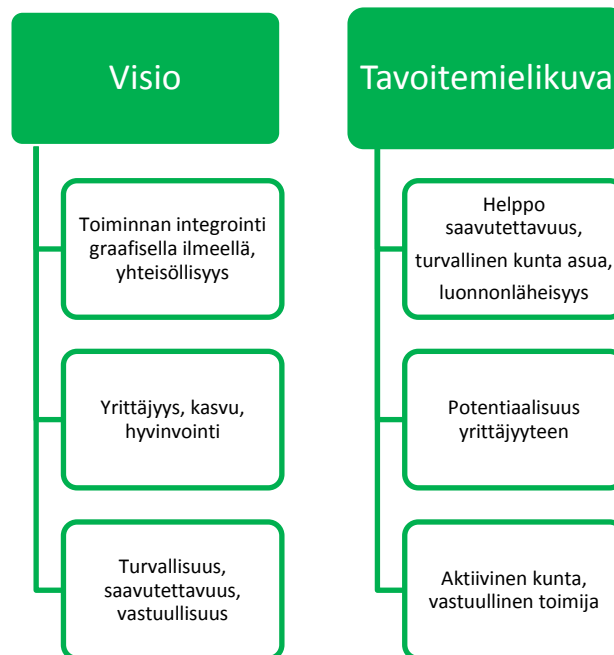 Visio
Toiminnan integrointi
graafisella ilmeellä,
yhteisöllisyys
Yrittäjyys, kasvu,
hyvinvointi
Turvallisuus,
saavutettavuus,
vastuullisuus
Tavoitemielikuva
Helppo
saavutettavuus,
turvallinen kunta asua,
luonnonläheisyys
Potentiaalisuus
yrittäjyyteen
Aktiivinen kunta,
vastuullinen toimija